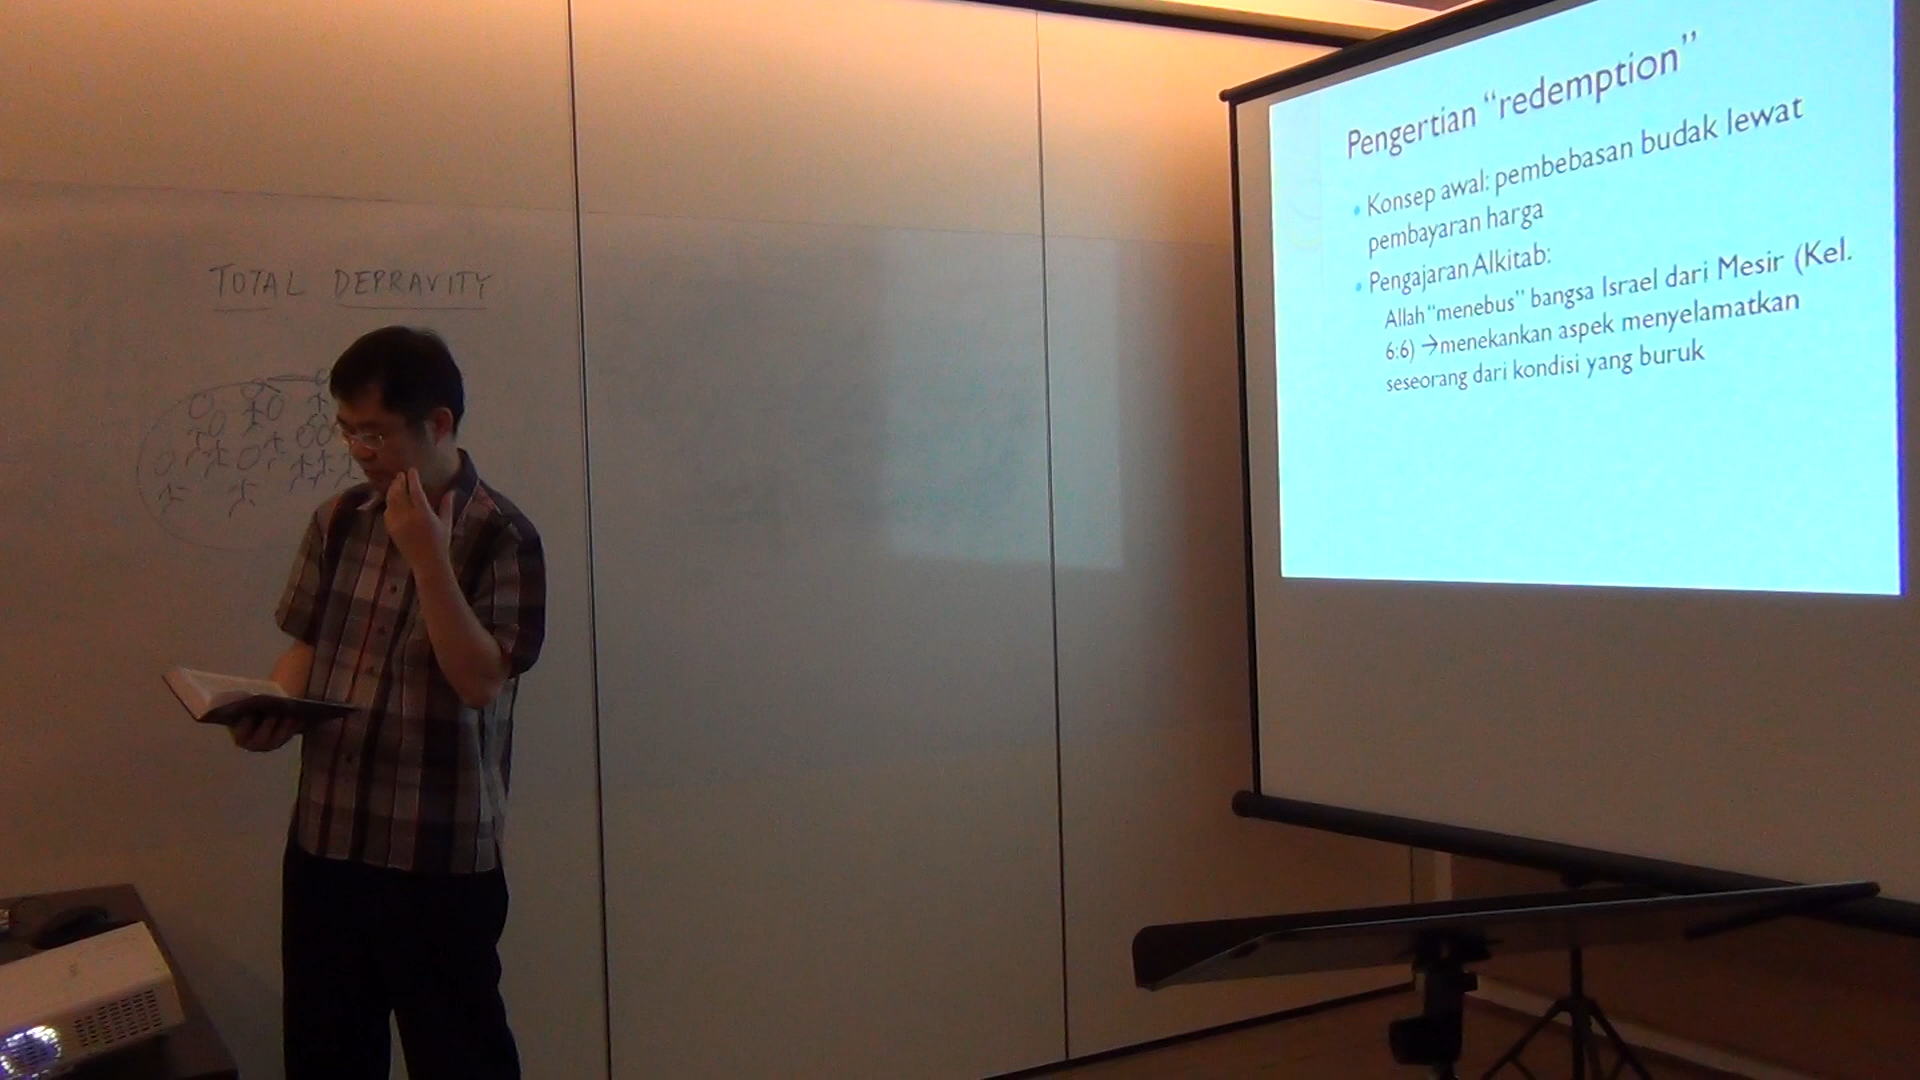 TOTAL DEPRAVITY
Pengertian “redemption”
• Konsep awal: pembebasan budak lewat
pembayaran harga
• Pengajaran Alkitab:
Allah “menebus” bangsa Israel dari Mesir (Kel.
6:6) →menekankan aspek menyelamatkan
seseorang dari kondisi yang buruk